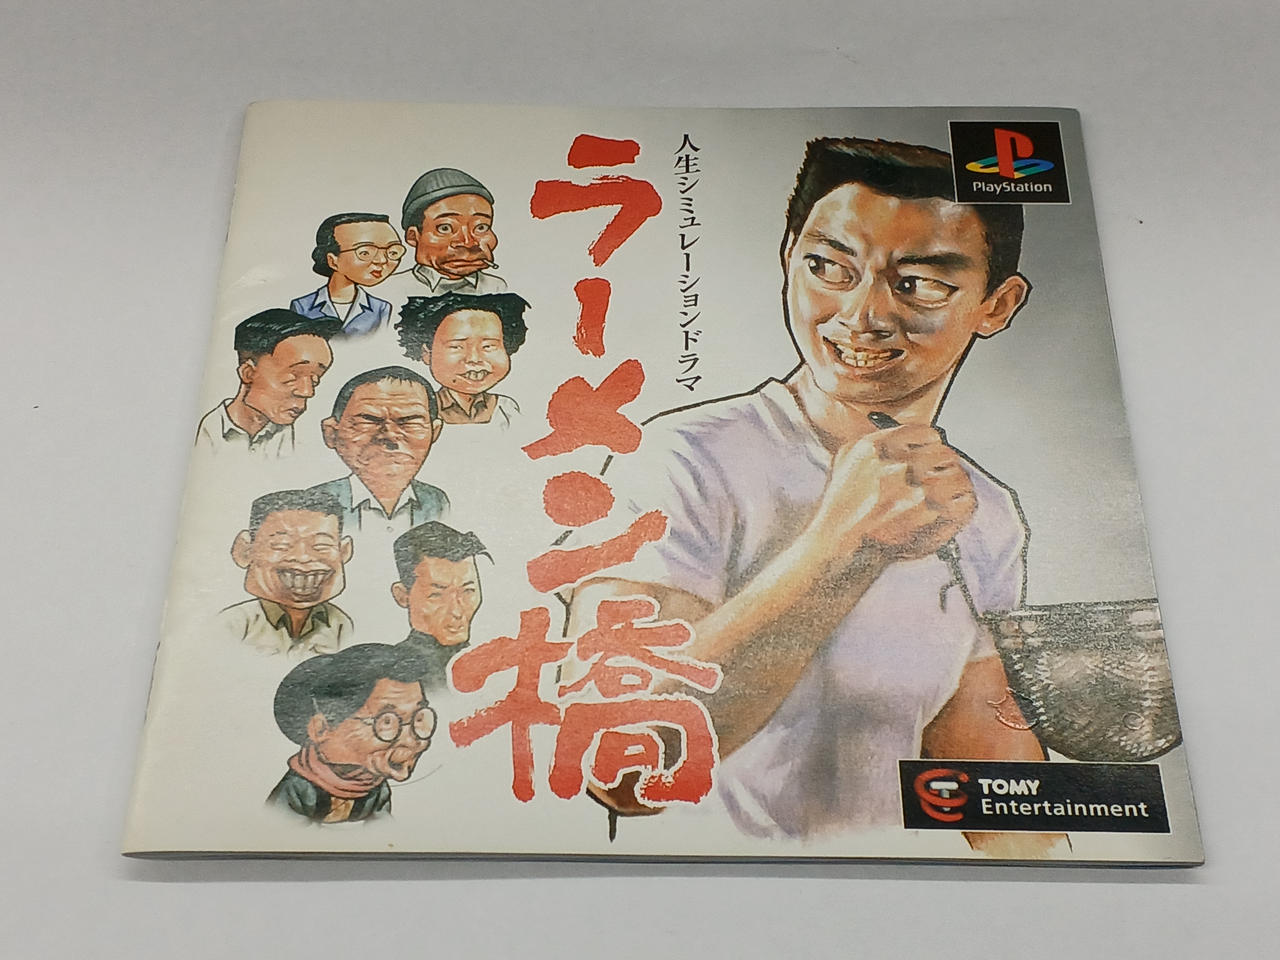 人生シミュレーションドラマ
ラーメン橋
PlayStation
TOMY
Entertainment